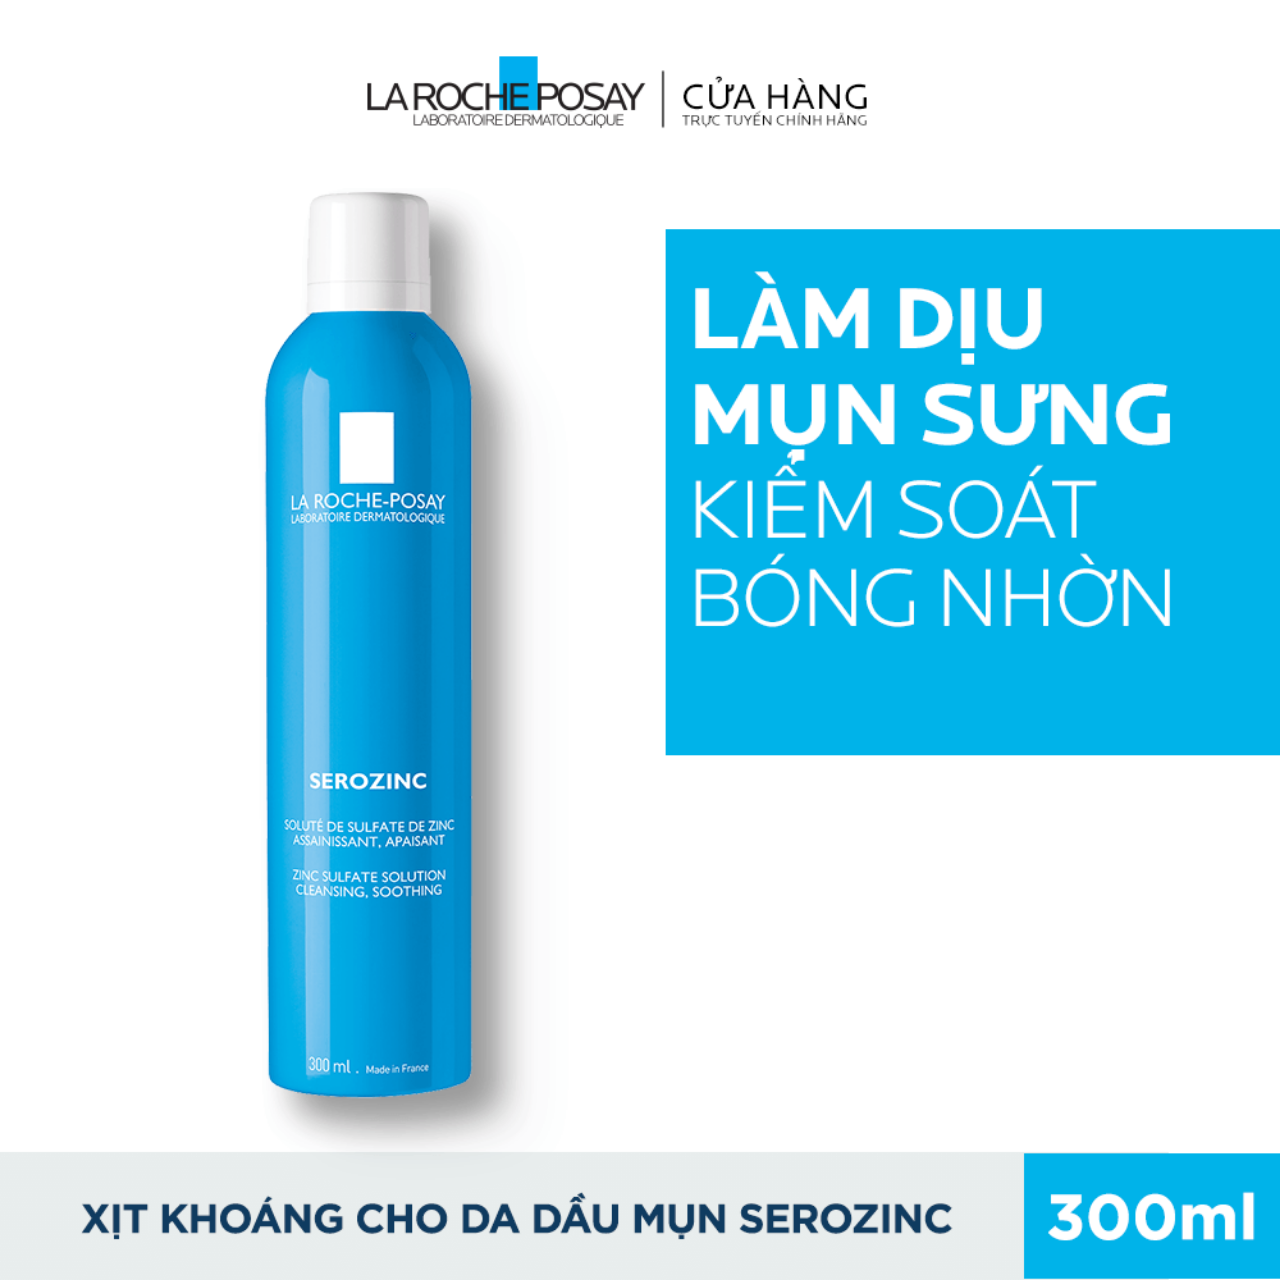 LA ROCHE POSAY
LABORATOIRE DERMATOLOGIQUE
CỬA HÀNG
TRỰC TUYẾN CHÍNH HÃNG
LÀM DỊU
MỤN SƯNG
KIỂM SOÁT
BÓNG NHỜN
LA ROCHE-POSAY
LABORATOIRE DERMATOLOGIQUE
SEROZINC
SOLUTÉ DE SULFATE DE ZINC
ASSAINISSANT, APAISANT
ZINC SULFATE SOLUTION
CLEANSING, SOOTHING
300 ml . Made in France
XỊT KHOÁNG CHO DA DẦU MỤN SEROZINC
300ml